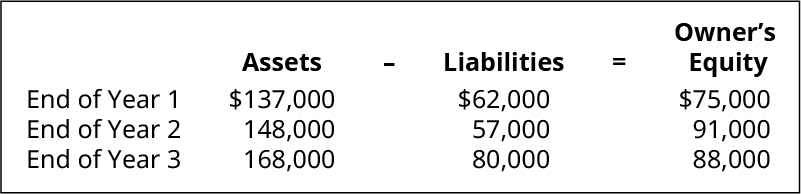 Owner’s
Assets – Liabilities = Equity
End of Year 1 $137,000 $62,000 $75,000
End of Year 2 148,000 57,000 91,000
End of Year 3 168,000 80,000 88,000